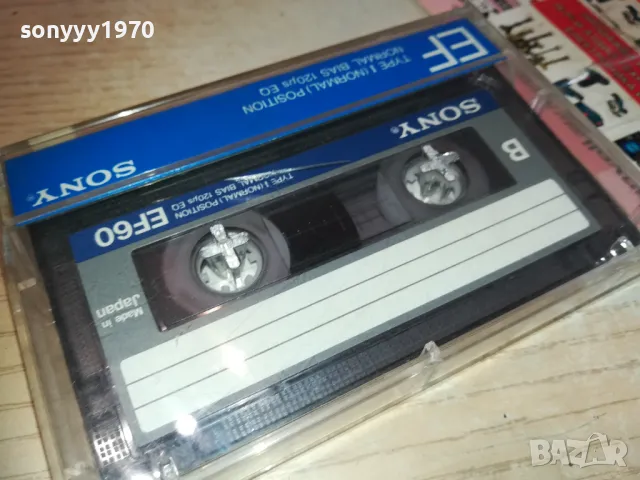 sonyyy1970
EF
TYPE I (NORMAL) POSITION
NORMAL BIAS 120µs EQ
SONY
SONY
B
TYPE I (NORMAL) POSITION
NORMAL BIAS 120µs EQ
EF60
Made in
Japan
BAZAR